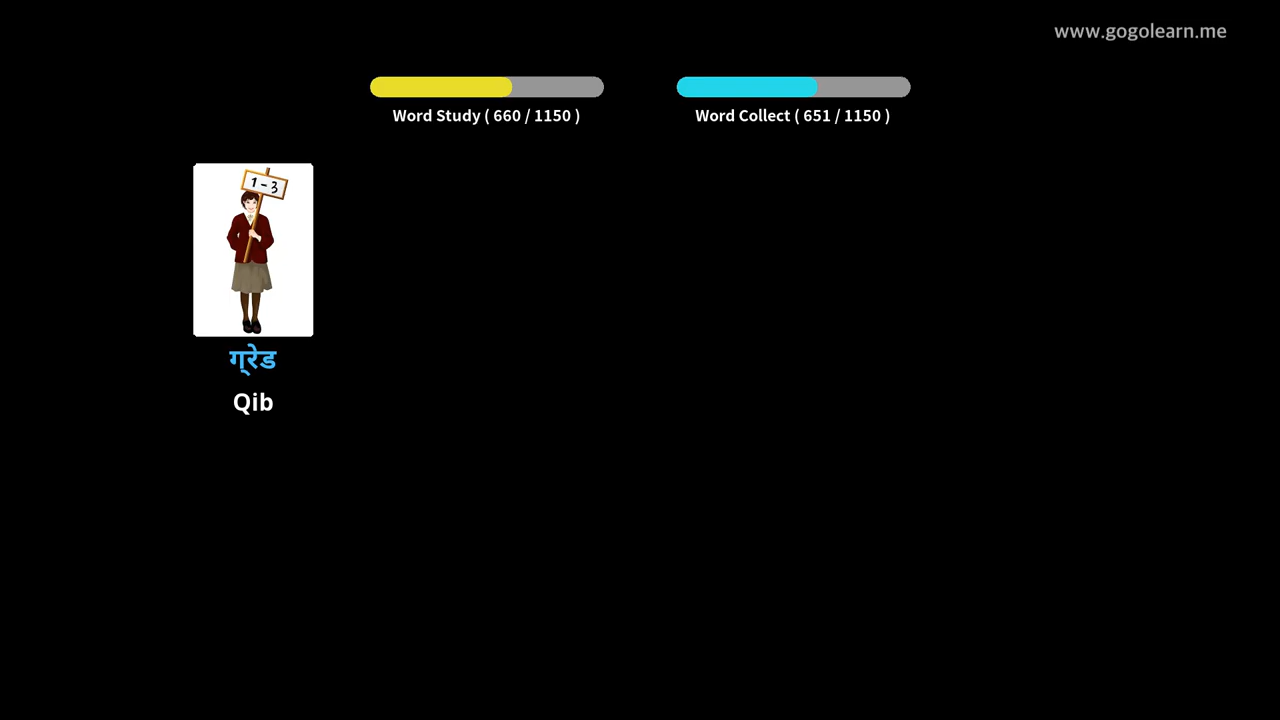 www.gogolearn.me
Word Study ( 660 / 1150 )
Word Collect ( 651 / 1150 )
1 - 3
ग्रेड
Qib